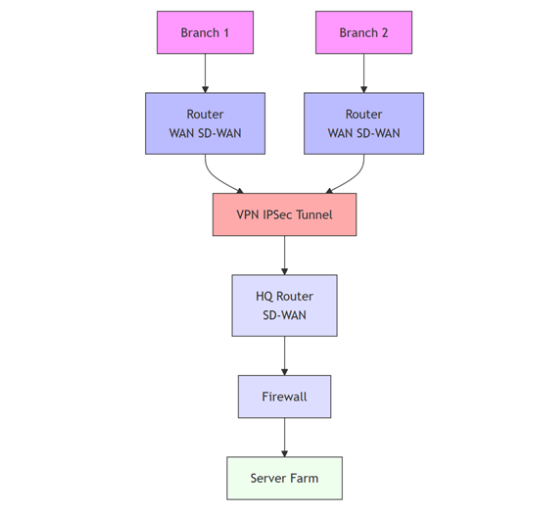 Branch 1
Branch 2
Router
WAN SD-WAN
Router
WAN SD-WAN
VPN IPSec Tunnel
HQ Router
SD-WAN
Firewall
Server Farm